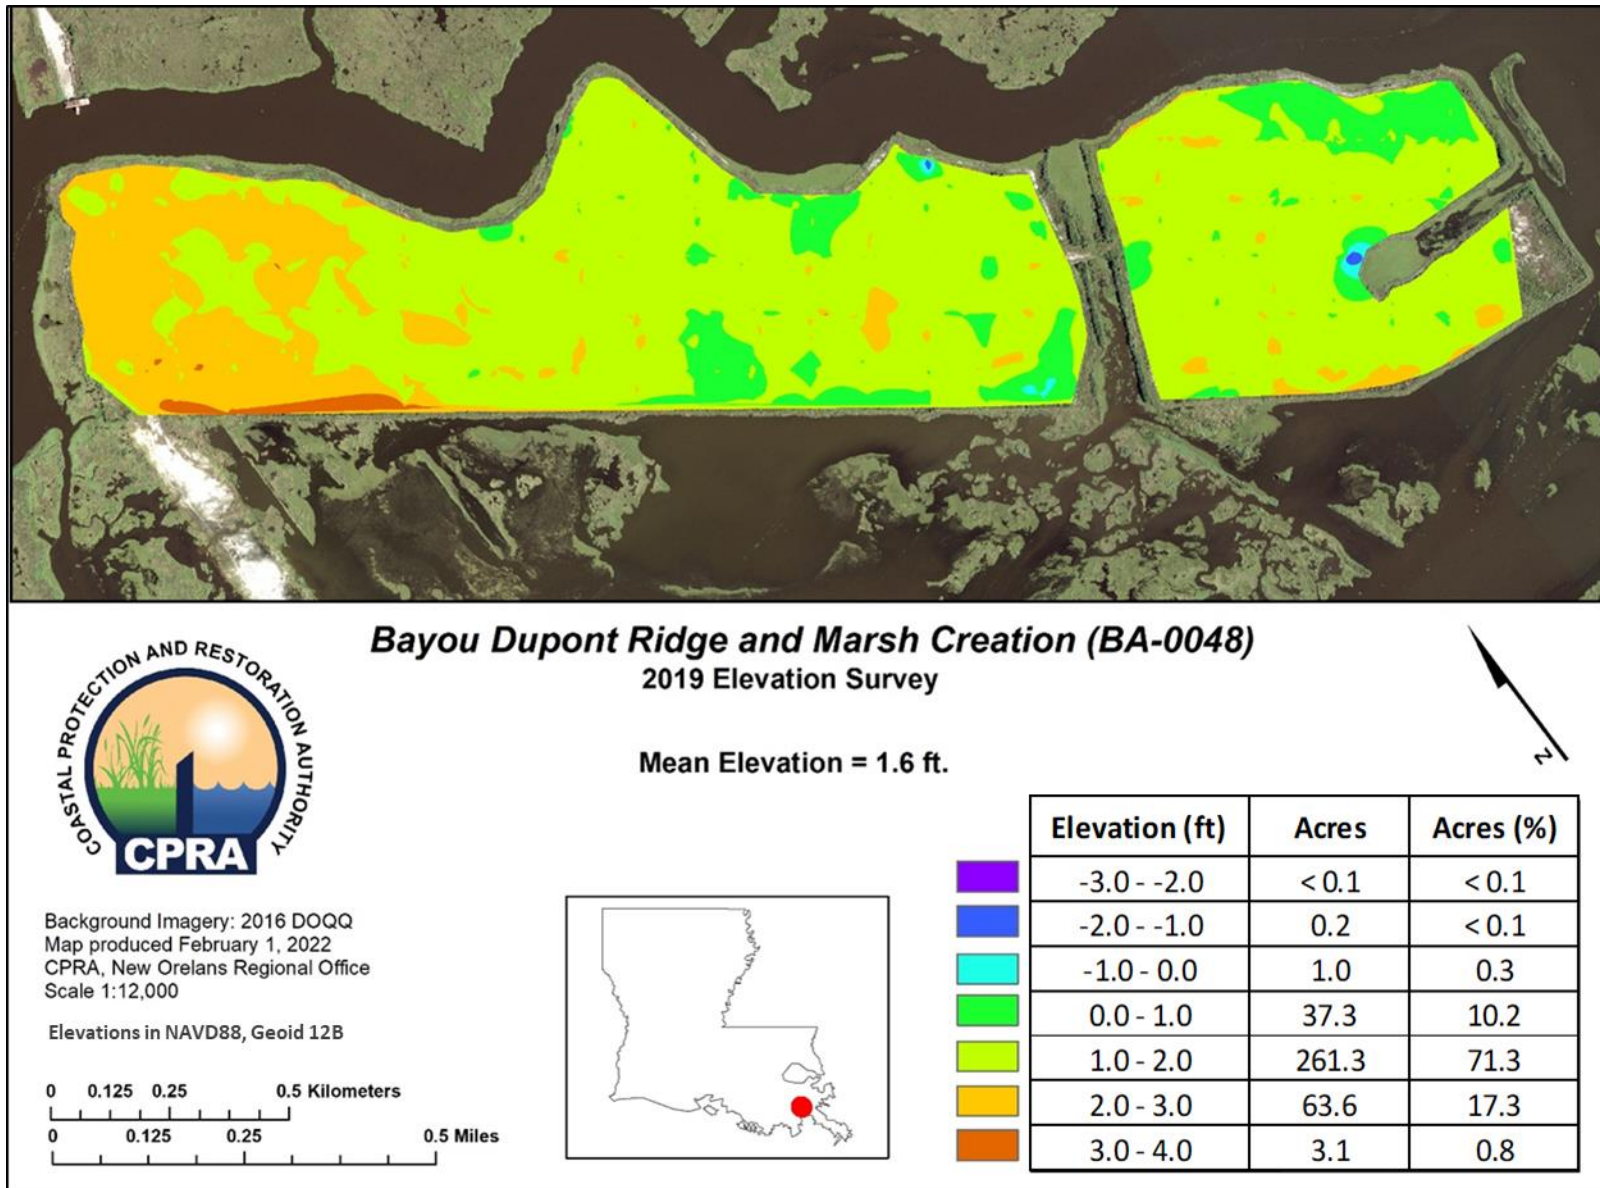 Bayou Dupont Ridge and Marsh Creation (BA-0048)
2019 Elevation Survey
Mean Elevation = 1.6 ft.
COASTAL PROTECTION AND RESTORATION AUTHORITY
CPRA
Background Imagery: 2016 DOQQ
Map produced February 1, 2022
CPRA, New Orelans Regional Office
Scale 1:12,000
Elevations in NAVD88, Geoid 12B
0 0.125 0.25 0.5 Kilometers
0 0.125 0.25 0.5 Miles
N
Elevation (ft) Acres Acres (%)
-3.0 - -2.0 < 0.1 < 0.1
-2.0 - -1.0 0.2 < 0.1
-1.0 - 0.0 1.0 0.3
0.0 - 1.0 37.3 10.2
1.0 - 2.0 261.3 71.3
2.0 - 3.0 63.6 17.3
3.0 - 4.0 3.1 0.8